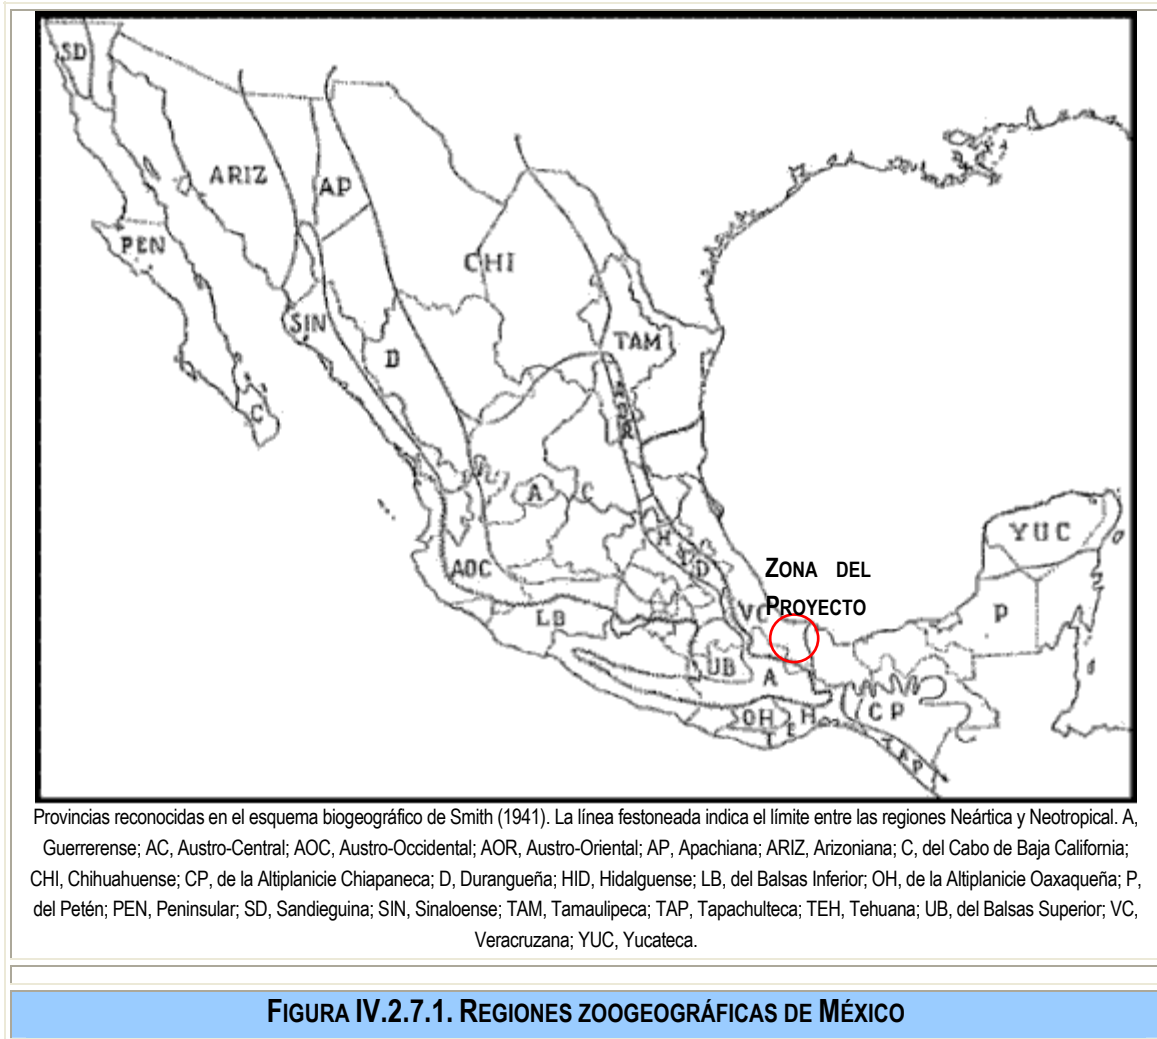 SD
ARIZ
AP
PEN
CHI
SIN
TAM
D
C
A C
YUC
H
I
D
ZONA DEL
PROYECTO
AOC
VC
LB
P
UB
A
CP
OH
T E H
TAP
Provincias reconocidas en el esquema biogeográfico de Smith (1941). La línea festoneada indica el límite entre las regiones Neártica y Neotropical. A,
Guerrerense; AC, Austro-Central; AOC, Austro-Occidental; AOR, Austro-Oriental; AP, Apachiana; ARIZ, Arizoniana; C, del Cabo de Baja California;
CHI, Chihuahuense; CP, de la Altiplanicie Chiapaneca; D, Durangueña; HID, Hidalguense; LB, del Balsas Inferior; OH, de la Altiplanicie Oaxaqueña; P,
del Petén; PEN, Peninsular; SD, Sandieguina; SIN, Sinaloense; TAM, Tamaulipeca; TAP, Tapachulteca; TEH, Tehuana; UB, del Balsas Superior; VC,
Veracruzana; YUC, Yucateca.
FIGURA IV.2.7.1. REGIONES ZOOGEOGRÁFICAS DE MÉXICO